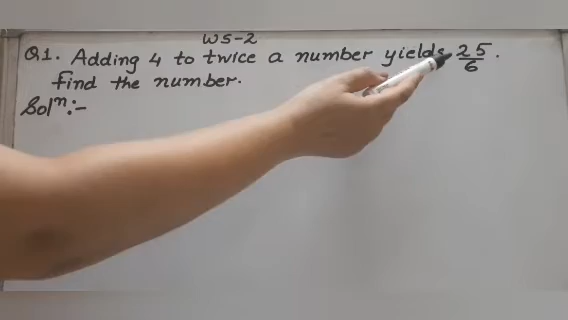 WS-2
Q1. Adding 4 to twice a number yields 25/6.
find the number.
Solⁿ:-